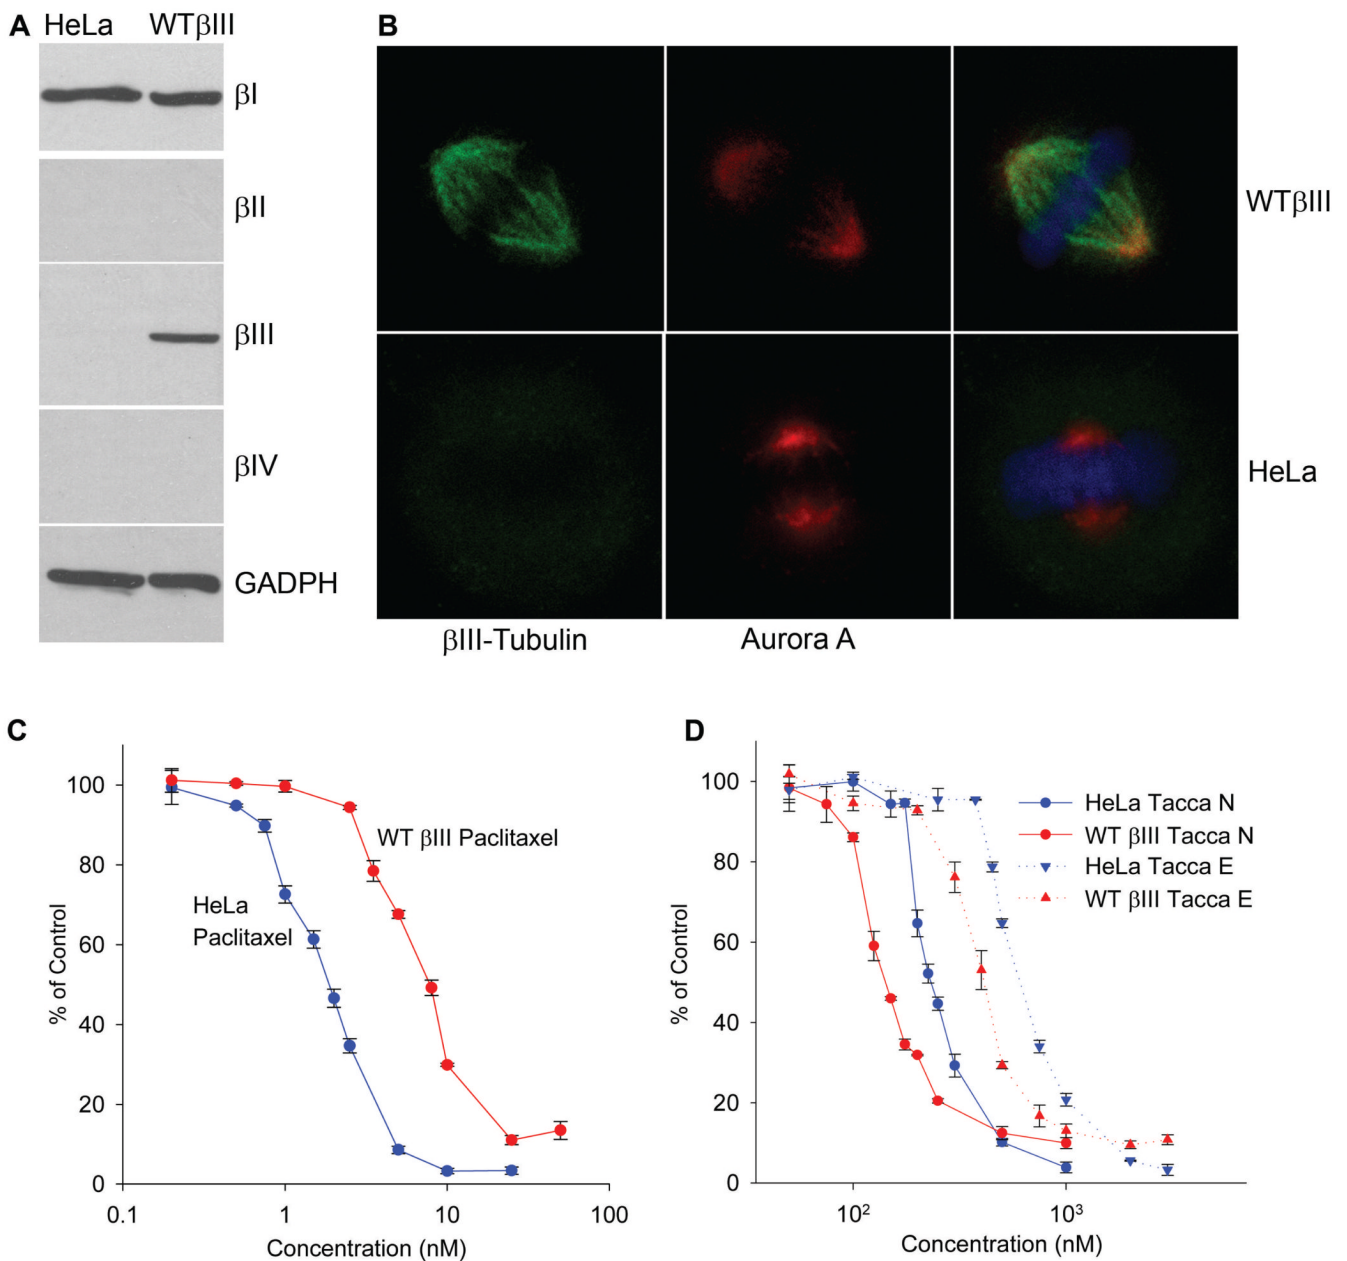 A
HeLa
WTβIII
βI
βII
βIII
βIV
GADPH
B
WTβIII
HeLa
βIII-Tubulin
Aurora A
C
% of Control
100
80
60
40
20
0
WT βIII Paclitaxel
HeLa
Paclitaxel
0.1
1
10
100
Concentration (nM)
D
% of Control
100
80
60
40
20
0
HeLa Tacca N
WT βIII Tacca N
HeLa Tacca E
WT βIII Tacca E
10²
10³
Concentration (nM)